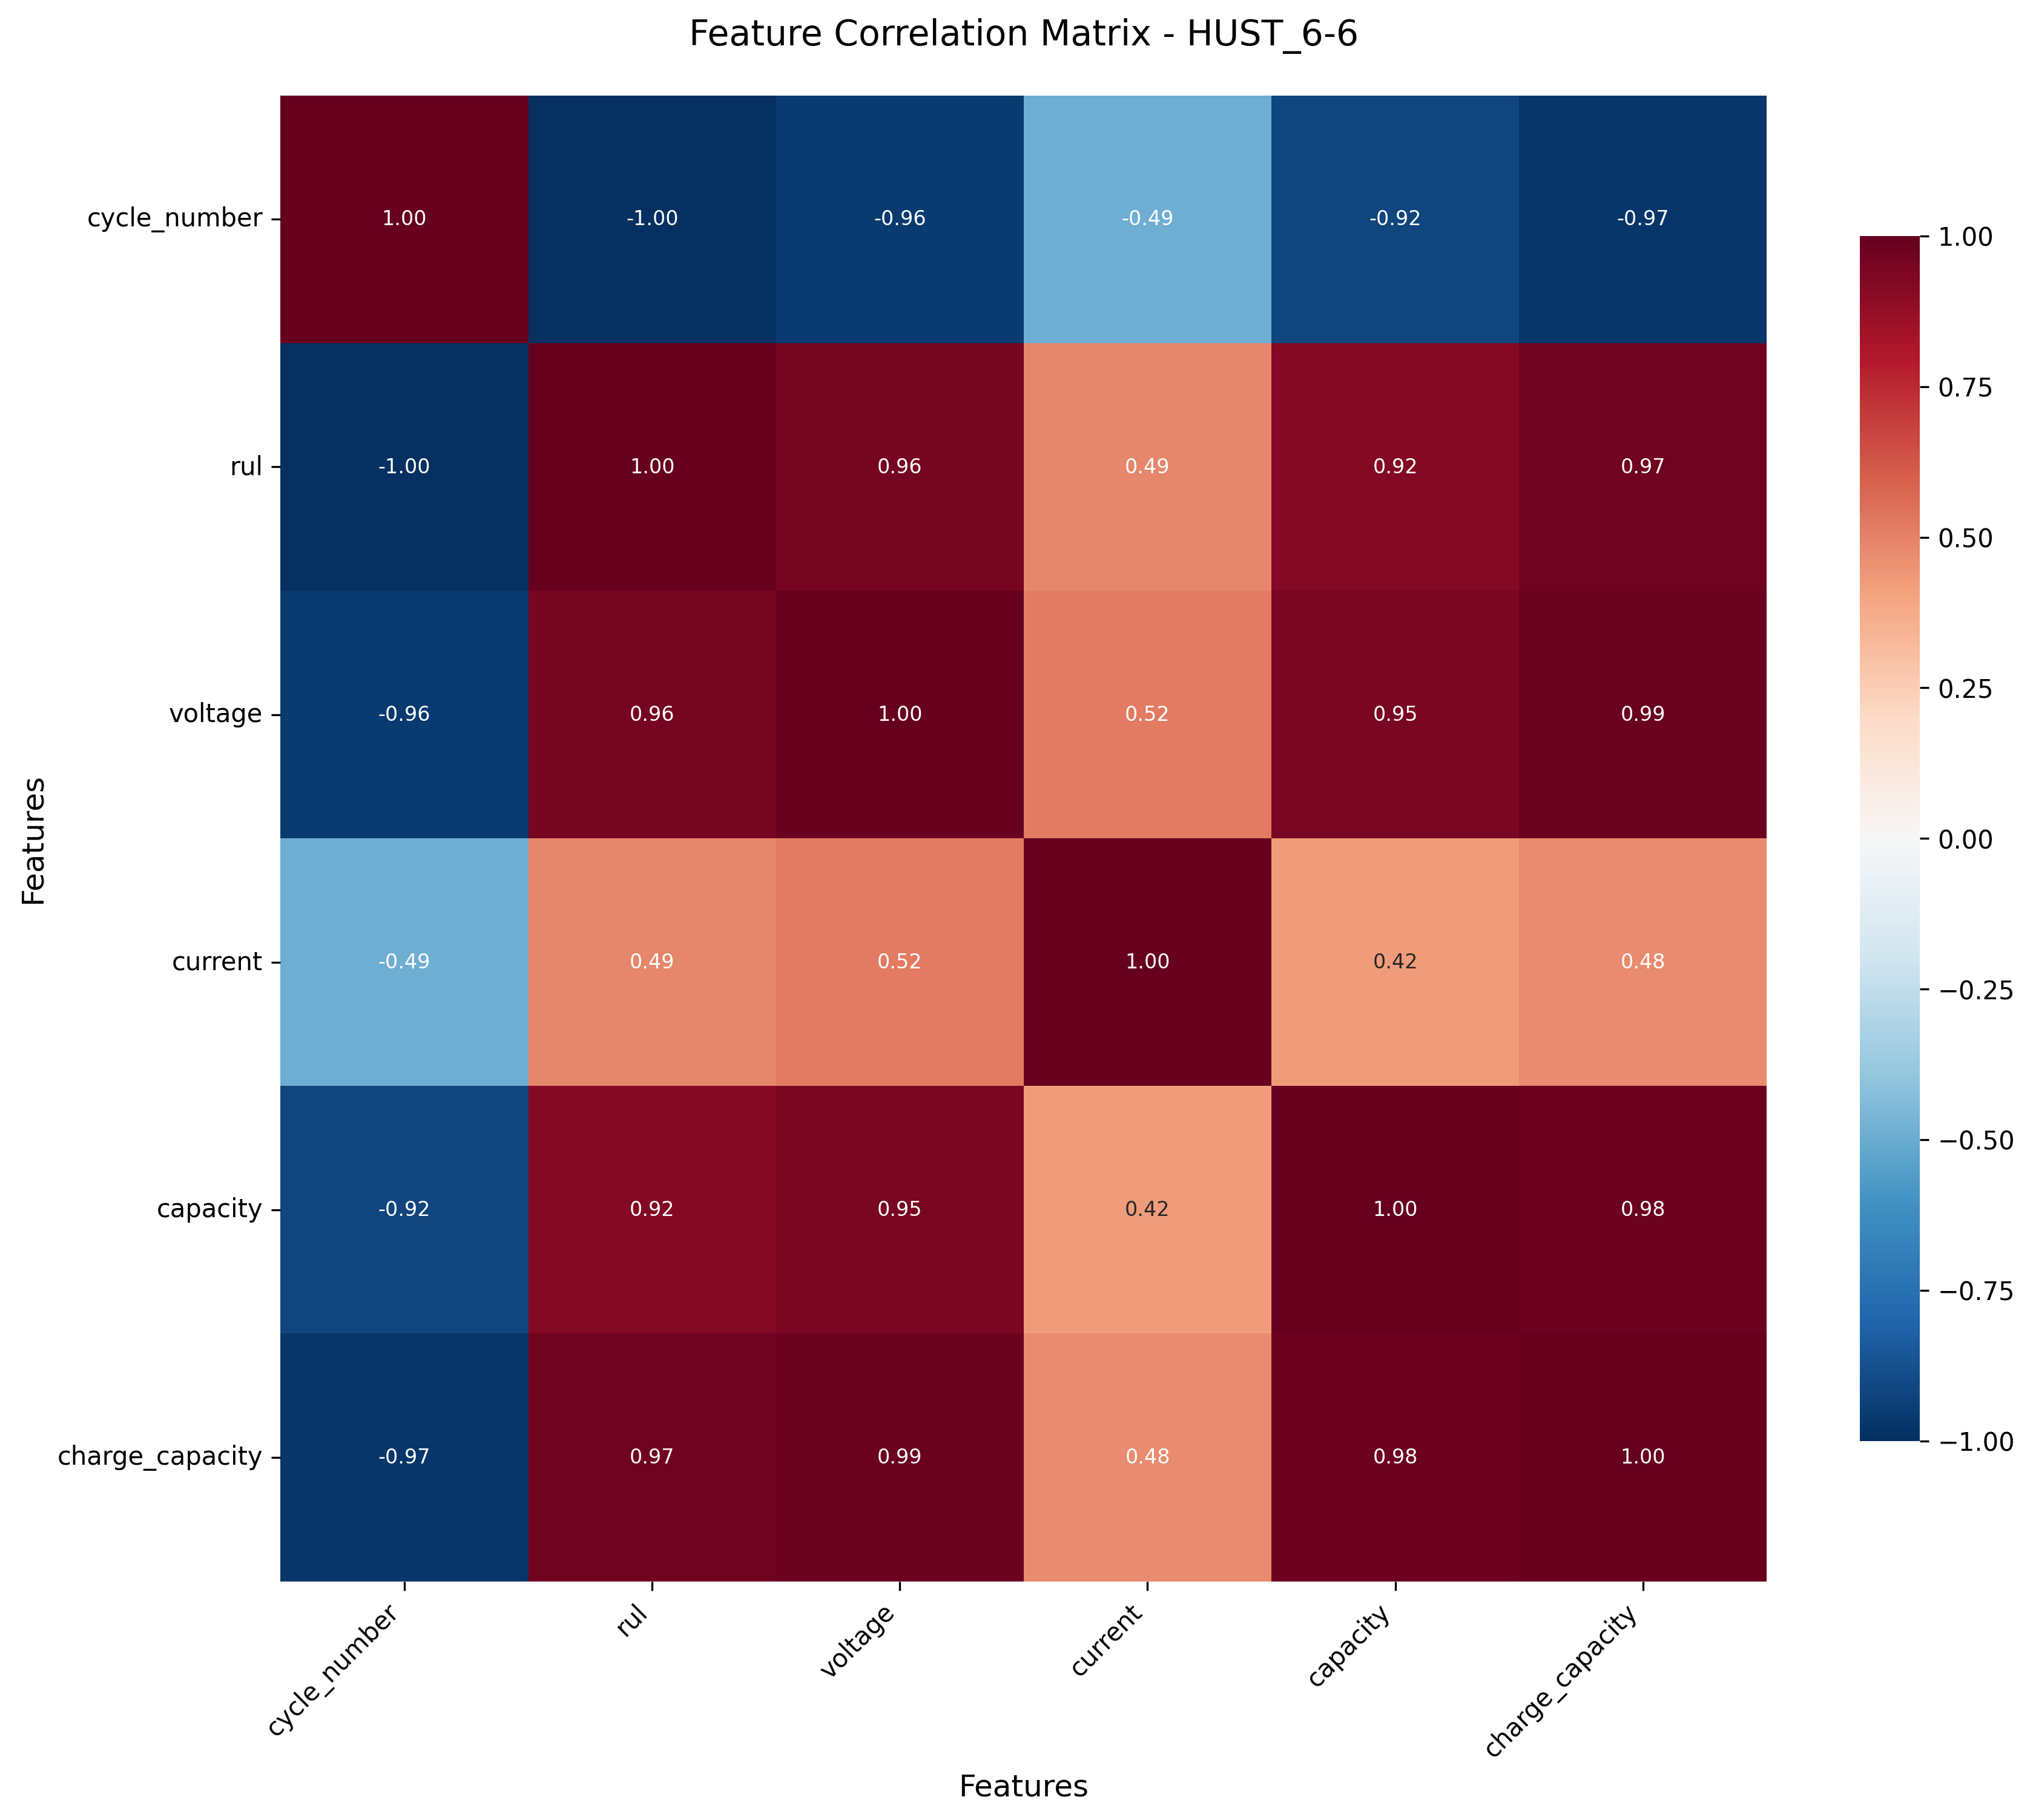 Feature Correlation Matrix - HUST_6-6
cycle_number 1.00 -1.00 -0.96 -0.49 -0.92 -0.97
rul -1.00 1.00 0.96 0.49 0.92 0.97
voltage -0.96 0.96 1.00 0.52 0.95 0.99
current -0.49 0.49 0.52 1.00 0.42 0.48
capacity -0.92 0.92 0.95 0.42 1.00 0.98
charge_capacity -0.97 0.97 0.99 0.48 0.98 1.00
Features
cycle_number rul voltage current capacity charge_capacity
Features
1.00
0.75
0.50
0.25
0.00
−0.25
−0.50
−0.75
−1.00